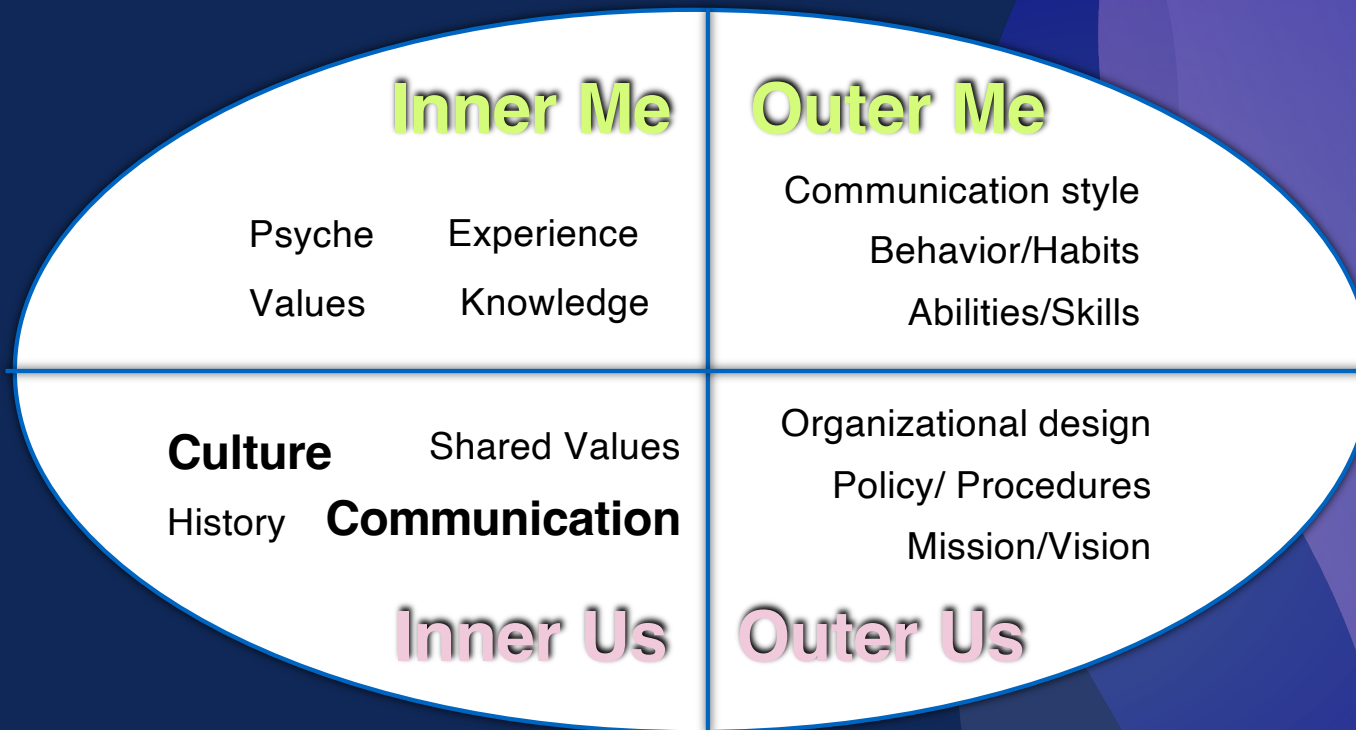 Inner Me
Psyche Experience
Values Knowledge
Outer Me
Communication style
Behavior/Habits
Abilities/Skills
Culture Shared Values
History Communication
Inner Us
Organizational design
Policy/ Procedures
Mission/Vision
Outer Us